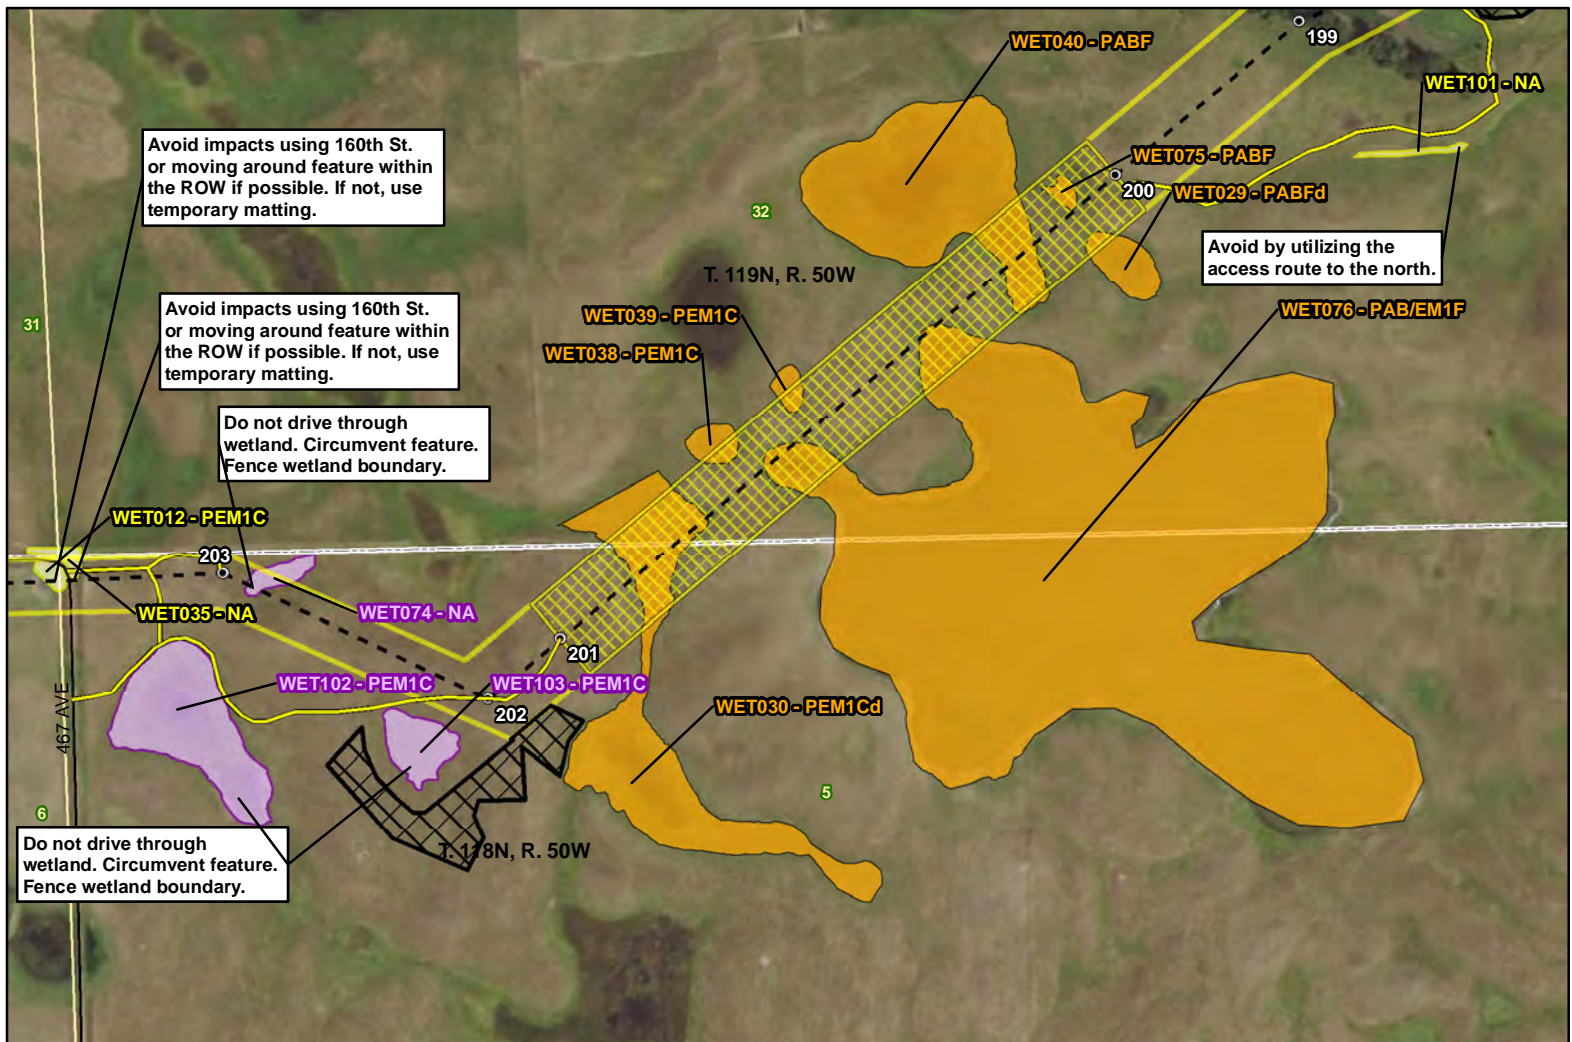 199
WET040 - PABF
WET101 - NA
Avoid impacts using 160th St.
or moving around feature within
the ROW if possible. If not, use
temporary matting.
WET075 - PABF
200
WET029 - PABFd
32
Avoid by utilizing the
access route to the north.
T. 119N, R. 50W
Avoid impacts using 160th St.
or moving around feature within
the ROW if possible. If not, use
temporary matting.
31
WET039 - PEM1C
WET076 - PAB/EM1F
WET038 - PEM1C
Do not drive through
wetland. Circumvent feature.
Fence wetland boundary.
WET012 - PEM1C
203
WET035 - NA
WET074 - NA
201
WET102 - PEM1C
WET103 - PEM1C
467 AVE
202
WET030 - PEM1Cd
5
6
Do not drive through
wetland. Circumvent feature.
Fence wetland boundary.
T. 118N, R. 50W